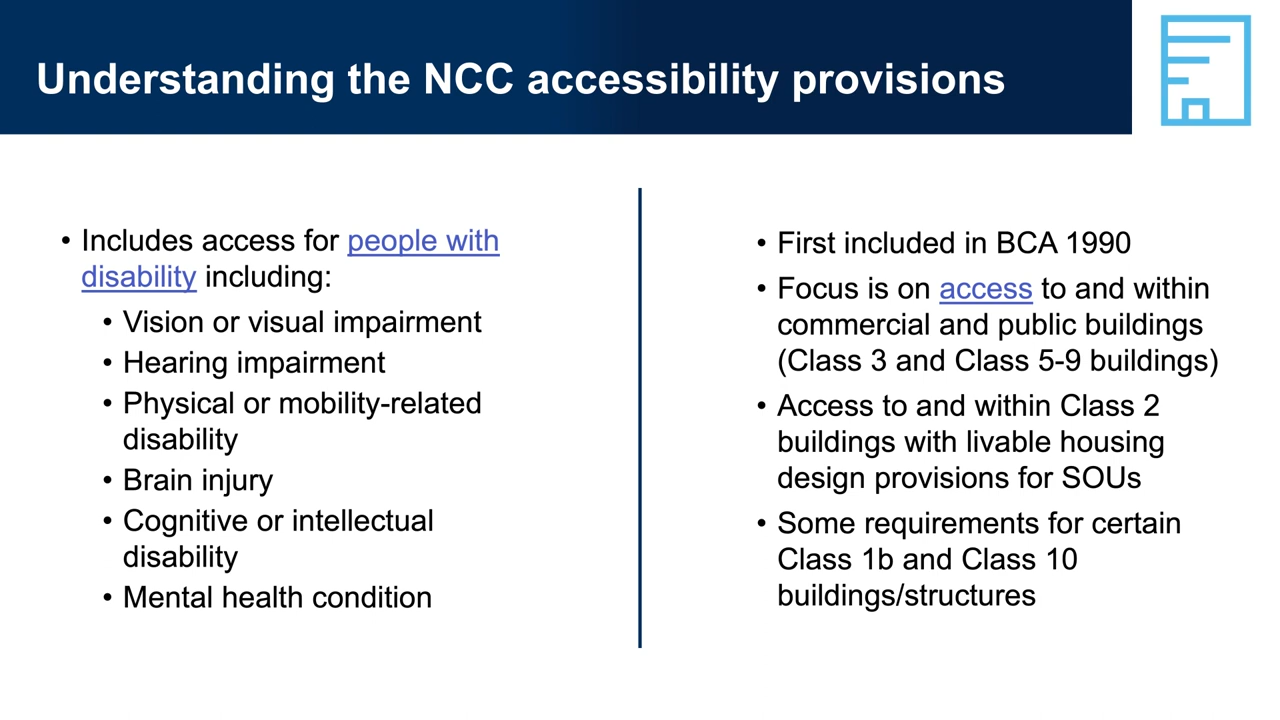 Understanding the NCC accessibility provisions
• Includes access for people with
disability including:
• Vision or visual impairment
• Hearing impairment
• Physical or mobility-related
disability
• Brain injury
• Cognitive or intellectual
disability
• Mental health condition
• First included in BCA 1990
• Focus is on access to and within
commercial and public buildings
(Class 3 and Class 5-9 buildings)
• Access to and within Class 2
buildings with livable housing
design provisions for SOUs
• Some requirements for certain
Class 1b and Class 10
buildings/structures